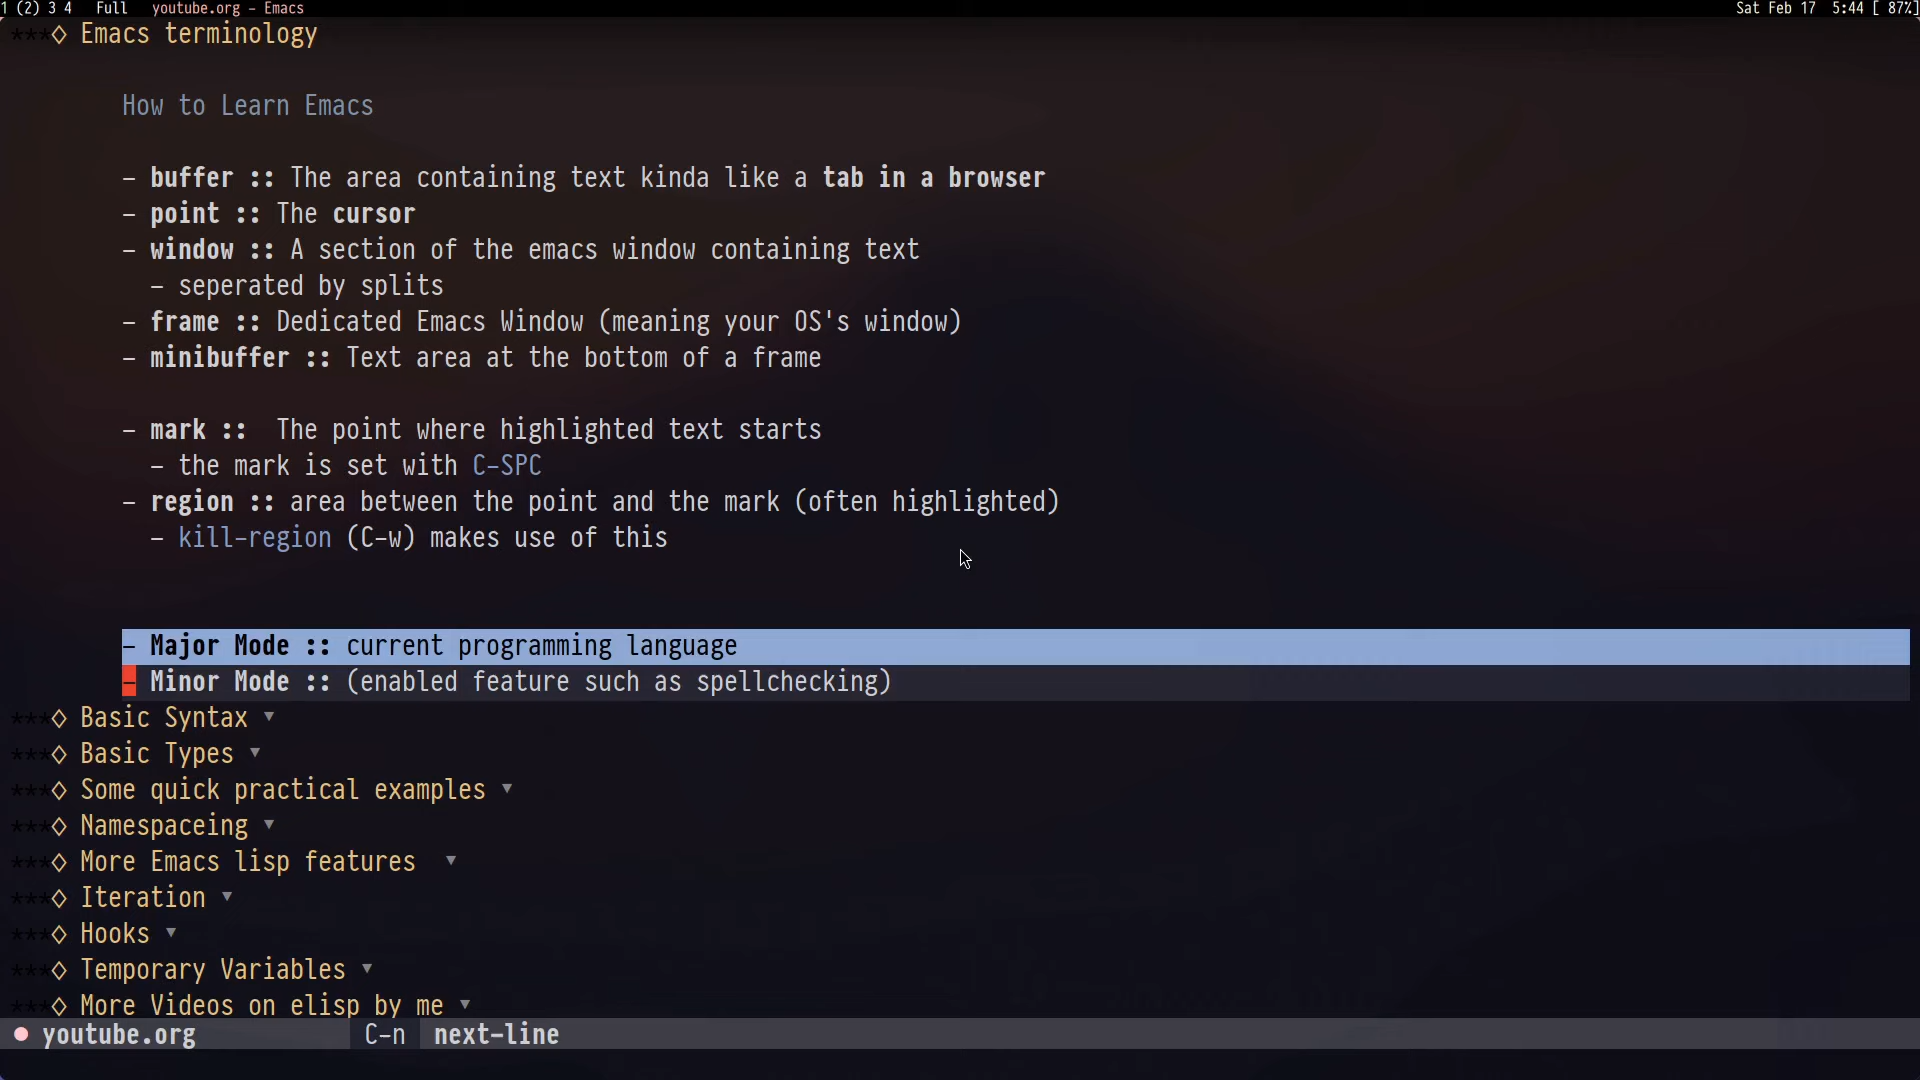 1 (2) 3 4 Full youtube.org – Emacs Sat Feb 17 5:44 [ 87%]
***◊ Emacs terminology
How to Learn Emacs
– buffer :: The area containing text kinda like a tab in a browser
– point :: The cursor
– window :: A section of the emacs window containing text
– seperated by splits
– frame :: Dedicated Emacs Window (meaning your OS's window)
– minibuffer :: Text area at the bottom of a frame
– mark :: The point where highlighted text starts
– the mark is set with C–SPC
– region :: area between the point and the mark (often highlighted)
– kill–region (C–w) makes use of this
– Major Mode :: current programming language
– Minor Mode :: (enabled feature such as spellchecking)
***◊ Basic Syntax ▾
***◊ Basic Types ▾
***◊ Some quick practical examples ▾
***◊ Namespaceing ▾
***◊ More Emacs lisp features ▾
***◊ Iteration ▾
***◊ Hooks ▾
***◊ Temporary Variables ▾
***◊ More Videos on elisp by me ▾
● youtube.org C–n next–line